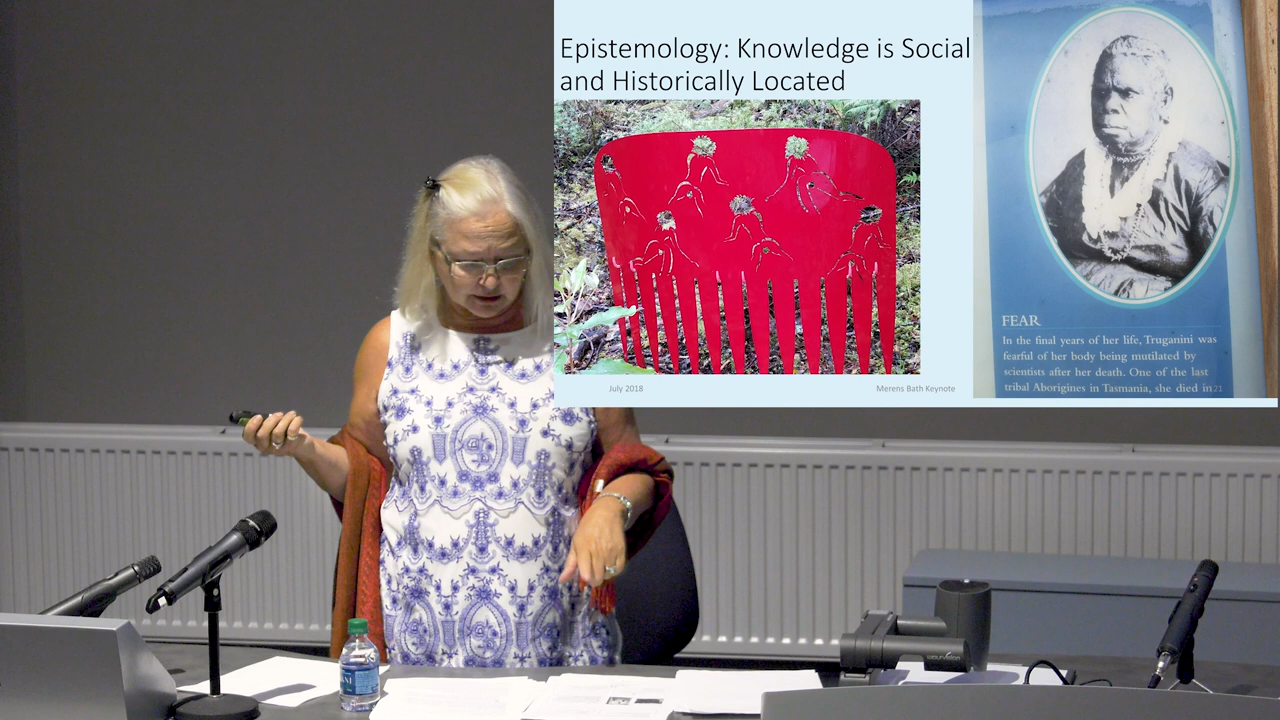 Epistemology: Knowledge is Social
and Historically Located
FEAR
In the final years of her life, Truganini was
fearful of her body being mutilated by
scientists after her death. One of the last
tribal Aborigines in Tasmania, she died in
21
July 2018
Merens Bath Keynote